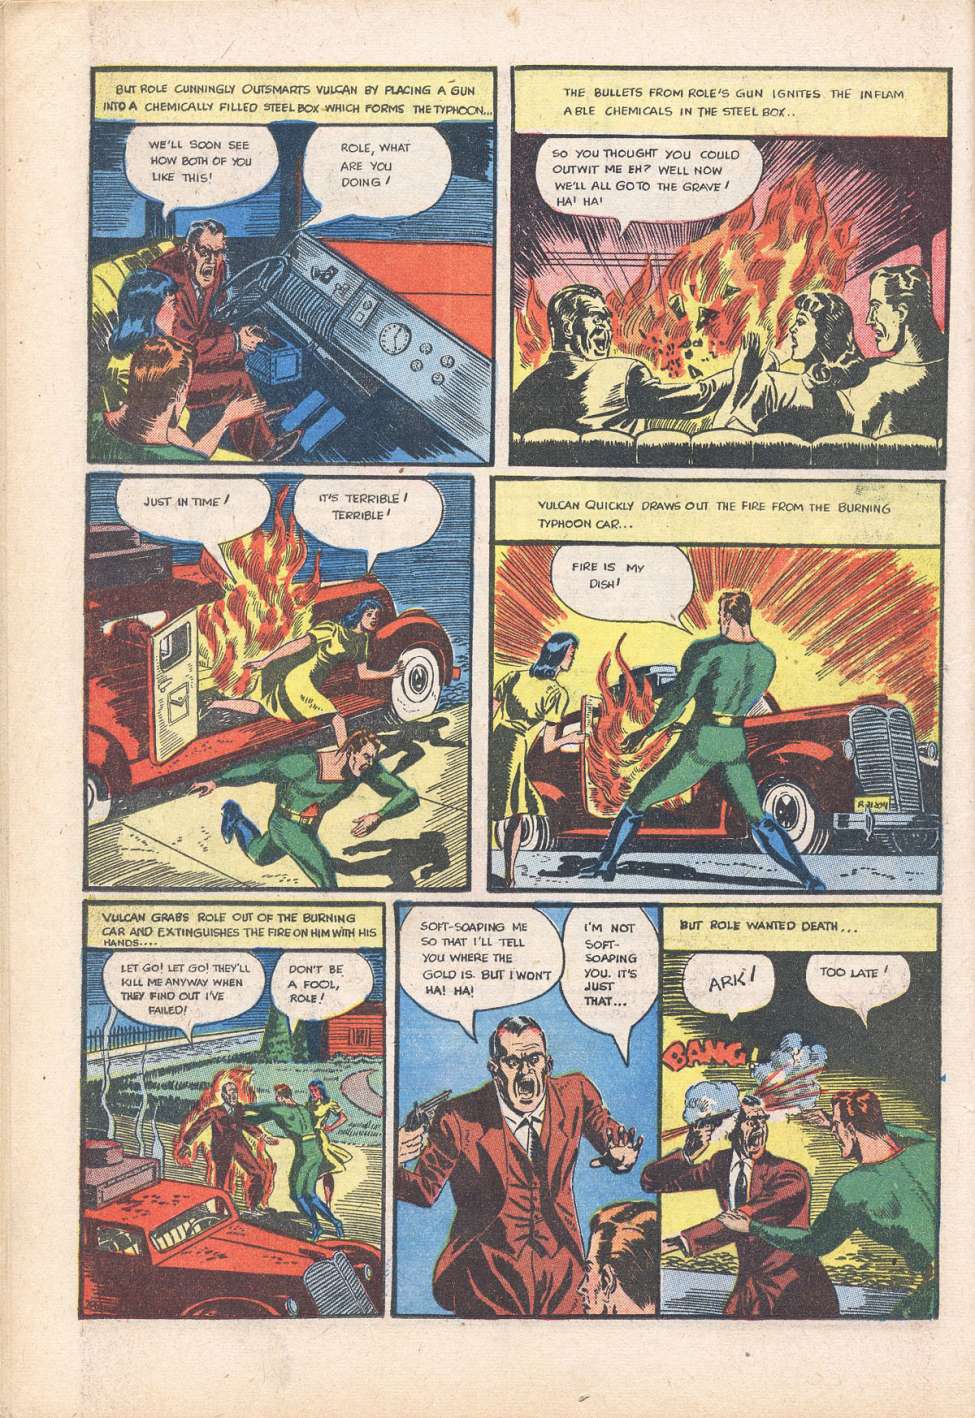 BUT ROLE CUNNINGLY OUTSMARTS VULCAN BY PLACING A GUN
INTO A CHEMICALLY FILLED STEEL BOX WHICH FORMS THE TYPHOON...
WE'LL SOON SEE
HOW BOTH OF YOU
LIKE THIS!
ROLE, WHAT
ARE YOU
DOING!
THE BULLETS FROM ROLE'S GUN IGNITES THE INFLAM
ABLE CHEMICALS IN THE STEEL BOX..
SO YOU THOUGHT YOU COULD
OUTWIT ME EH? WELL NOW
WE'LL ALL GO TO THE GRAVE!
HA! HA!
JUST IN TIME!
IT'S TERRIBLE!
TERRIBLE!
VULCAN QUICKLY DRAWS OUT THE FIRE FROM THE BURNING
TYPHOON CAR...
FIRE IS MY
DISH!
VULCAN GRABS ROLE OUT OF THE BURNING
CAR AND EXTINGUISHES THE FIRE ON HIM WITH HIS
HANDS....
LET GO! LET GO! THEY'LL
KILL ME ANYWAY WHEN
THEY FIND OUT I'VE
FAILED!
DON'T BE
A FOOL,
ROLE!
SOFT-SOAPING ME
SO THAT I'LL TELL
YOU WHERE THE
GOLD IS. BUT I WON'T
HA! HA!
I'M NOT
SOFT-
SOAPING
YOU. IT'S
JUST
THAT...
BUT ROLE WANTED DEATH...
ARK!
TOO LATE!
BANG!